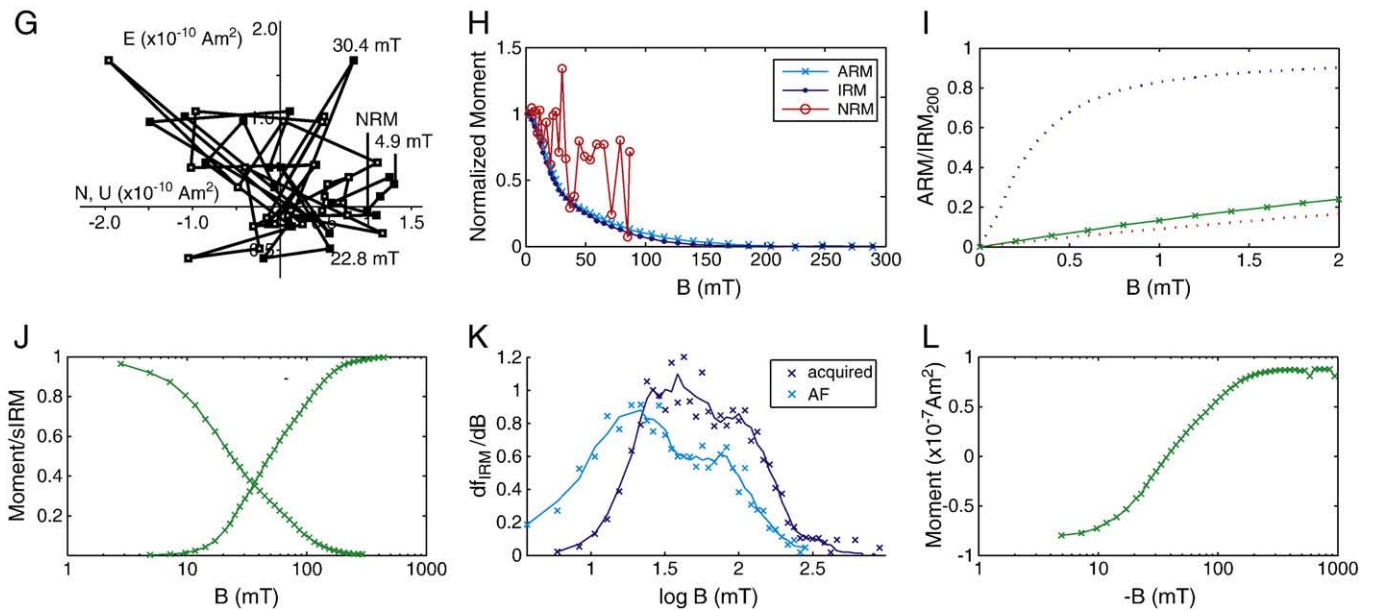 G
E (x10⁻¹⁰ Am²)
2.0
30.4 mT
1.0
NRM
4.9 mT
N, U (x10⁻¹⁰ Am²)
-2.0
-1.0
1.5
22.8 mT
H
Normalized Moment
1.5
1
0.5
0
ARM
IRM
NRM
0 50 100 150 200 250 300
B (mT)
I
ARM/IRM₂₀₀
1
0.8
0.6
0.4
0.2
0
0 0.5 1.0 1.5 2
B (mT)
J
Moment/sIRM
1
0.8
0.6
0.4
0.2
1 10 100 1000
B (mT)
K
df_IRM/dB
1.2
1
0.8
0.6
0.4
0.2
0
acquired
AF
1 1.5 2 2.5
log B (mT)
L
Moment (x10⁻⁷Am²)
1
0.5
0
-0.5
-1
1 10 100 1000
-B (mT)